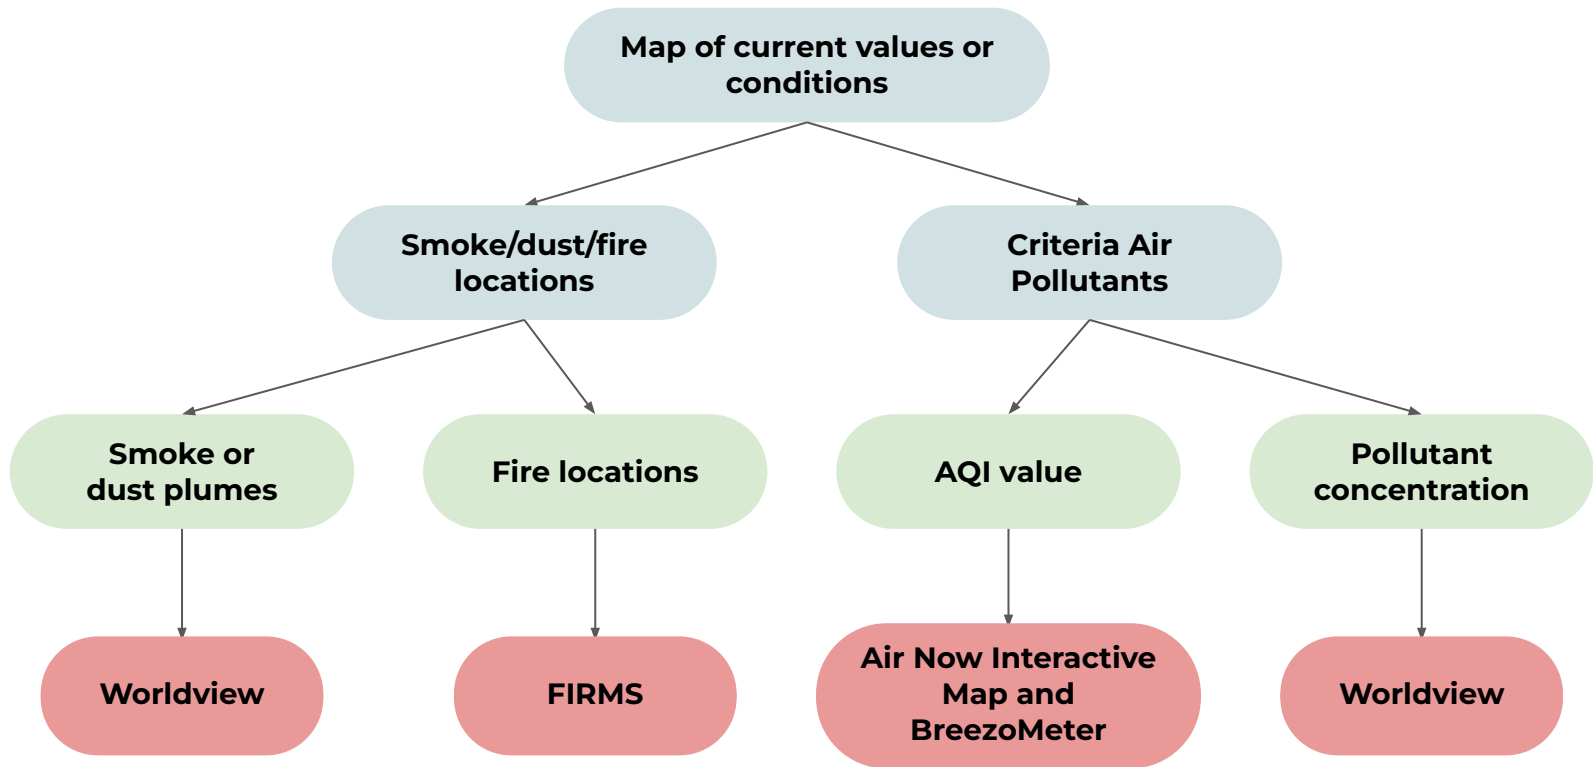 Map of current values or
conditions
Smoke/dust/fire
locations
Criteria Air
Pollutants
Smoke or
dust plumes
Fire locations
AQI value
Pollutant
concentration
Worldview
FIRMS
Air Now Interactive
Map and
BreezoMeter
Worldview